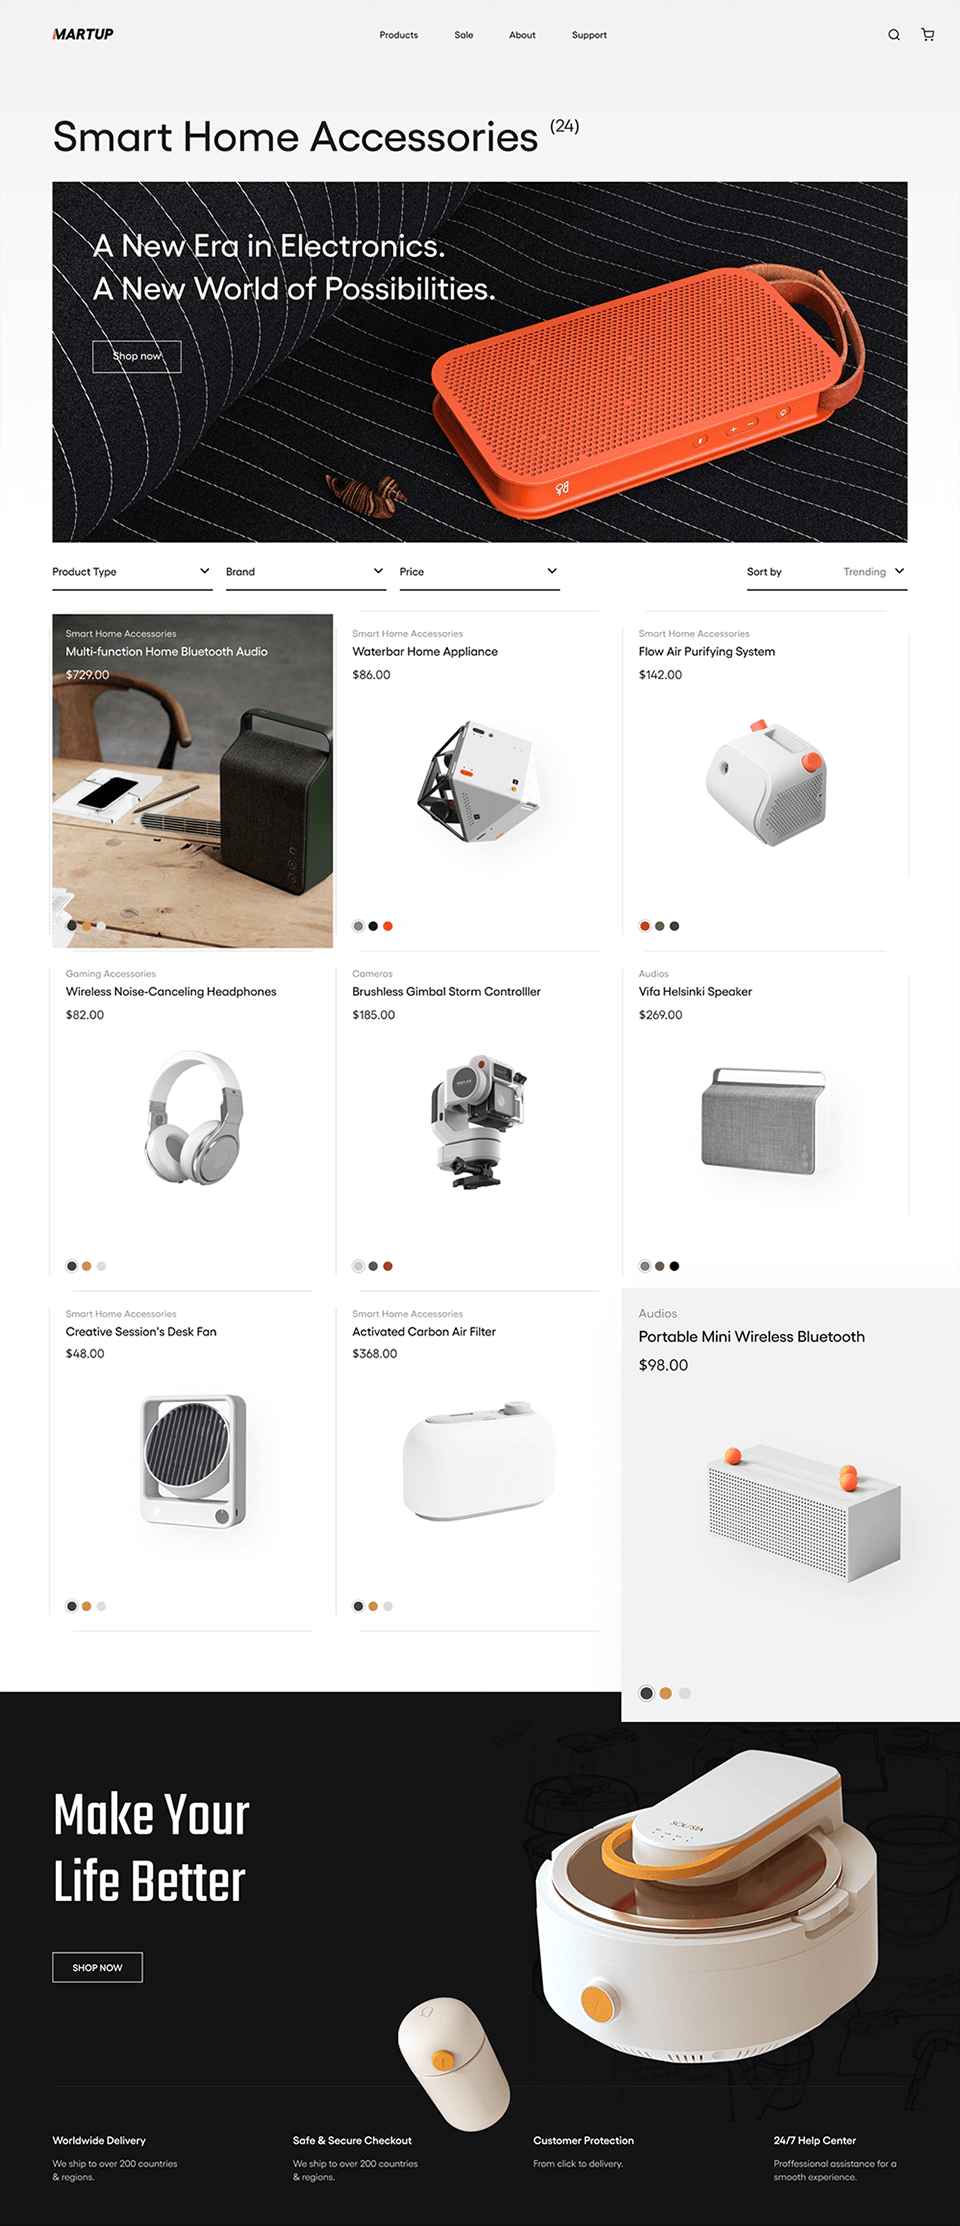 MARTUP
Products Sale About Support
Smart Home Accessories (24)
A New Era in Electronics.
A New World of Possibilities.
Shop now
Product Type Brand Price Sort by Trending
Smart Home Accessories
Multi-function Home Bluetooth Audio
$729.00
Smart Home Accessories
Waterbar Home Appliance
$86.00
Smart Home Accessories
Flow Air Purifying System
$142.00
Gaming Accessories
Wireless Noise-Canceling Headphones
$82.00
Cameras
Brushless Gimbal Storm Controlller
$185.00
Audios
Vifa Helsinki Speaker
$269.00
Smart Home Accessories
Creative Session's Desk Fan
$48.00
Smart Home Accessories
Activated Carbon Air Filter
$368.00
Audios
Portable Mini Wireless Bluetooth
$98.00
Make Your
Life Better
SHOP NOW
Worldwide Delivery
We ship to over 200 countries
& regions.
Safe & Secure Checkout
We ship to over 200 countries
& regions.
Customer Protection
From click to delivery.
24/7 Help Center
Proffessional assistance for a
smooth experience.